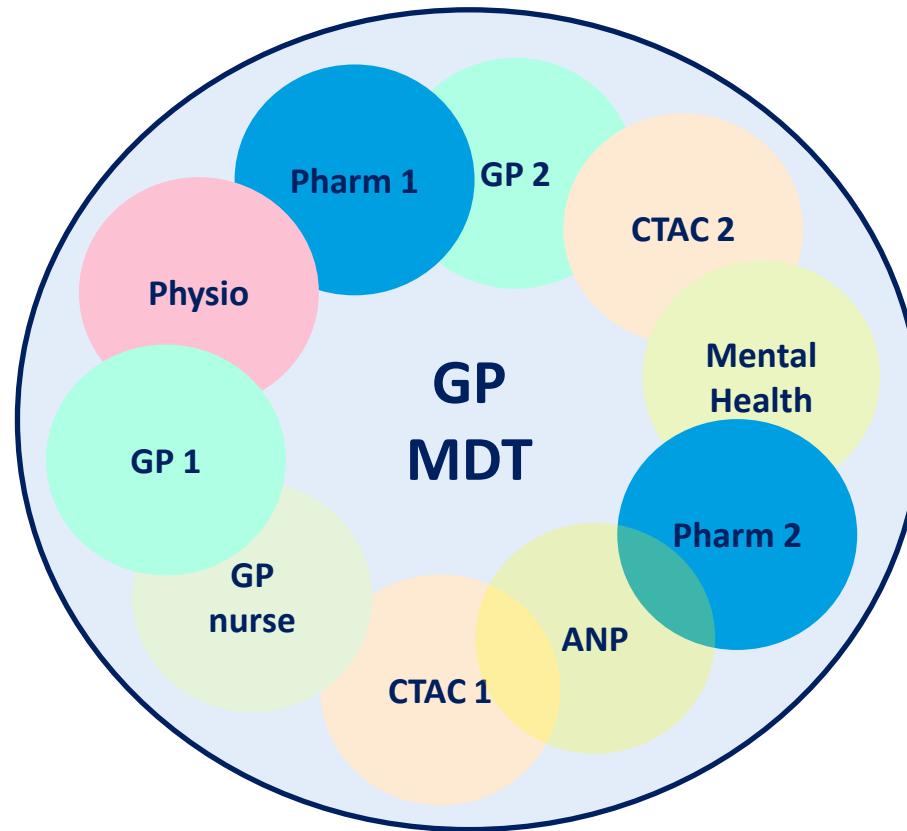 Pharm 1
GP 2
CTAC 2
Physio
Mental
Health
GP
MDT
GP 1
Pharm 2
GP
nurse
ANP
CTAC 1